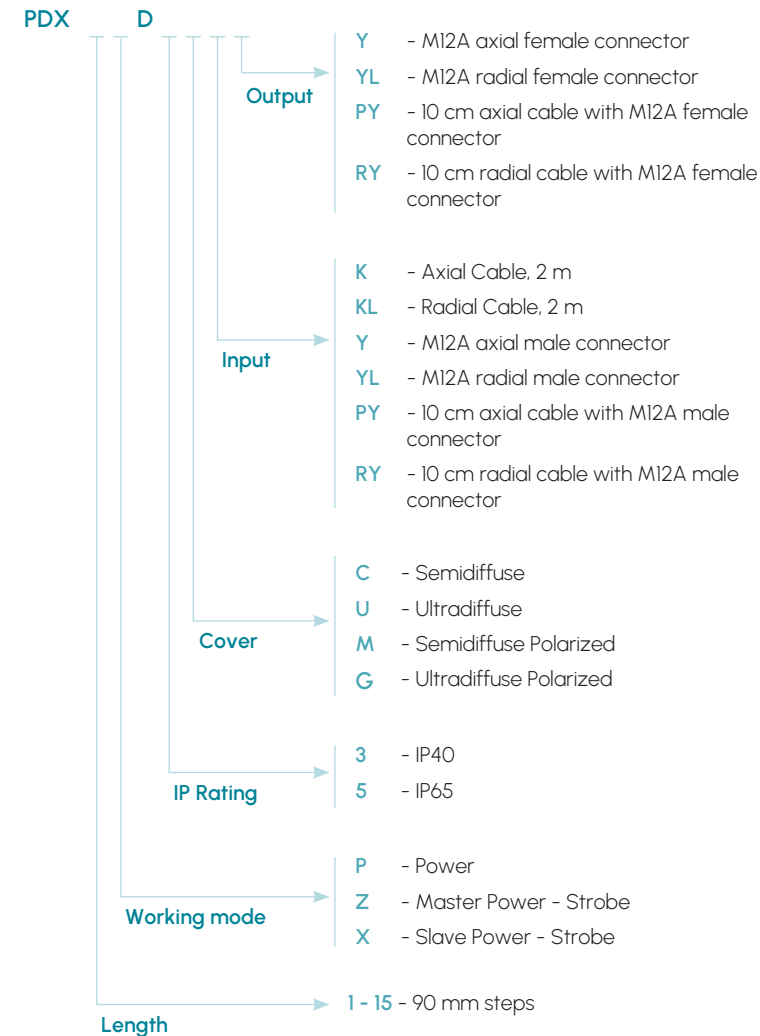 PDX D
Output
Y - M12A axial female connector
YL - M12A radial female connector
PY - 10 cm axial cable with M12A female
connector
RY - 10 cm radial cable with M12A female
connector
Input
K - Axial Cable, 2 m
KL - Radial Cable, 2 m
Y - M12A axial male connector
YL - M12A radial male connector
PY - 10 cm axial cable with M12A male
connector
RY - 10 cm radial cable with M12A male
connector
Cover
C - Semidiffuse
U - Ultradiffuse
M - Semidiffuse Polarized
G - Ultradiffuse Polarized
IP Rating
3 - IP40
5 - IP65
Working mode
P - Power
Z - Master Power - Strobe
X - Slave Power - Strobe
Length
1 - 15 - 90 mm steps